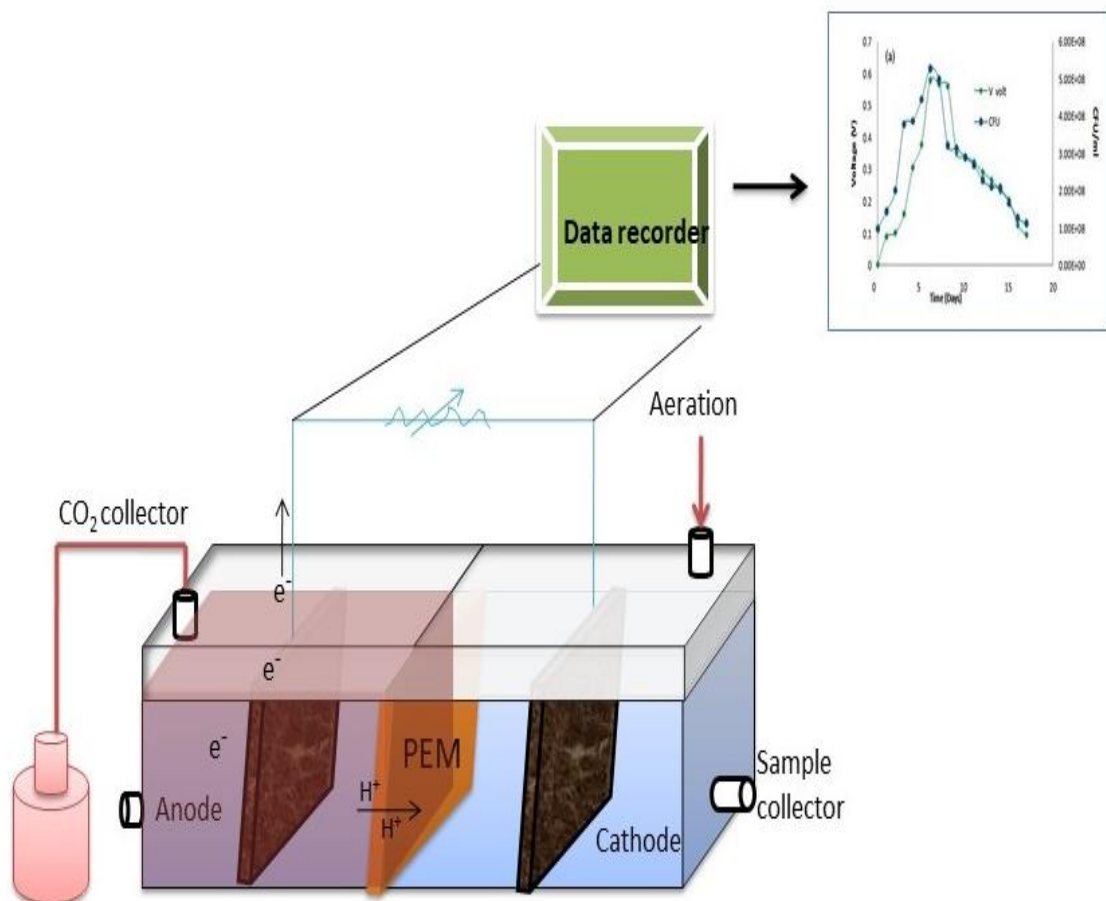 (a)
0.7
0.6
0.5
0.4
0.3
0.2
0.1
0
6.00E+08
5.00E+08
4.00E+08
3.00E+08
2.00E+08
1.00E+08
0.00E+00
Voltage (V)
CFU/ml
V volt
CFU
0
5
10
15
20
Time (Days)
Data recorder
Aeration
CO₂ collector
e⁻
e⁻
e⁻
PEM
H⁺
H⁺
Anode
Cathode
Sample
collector